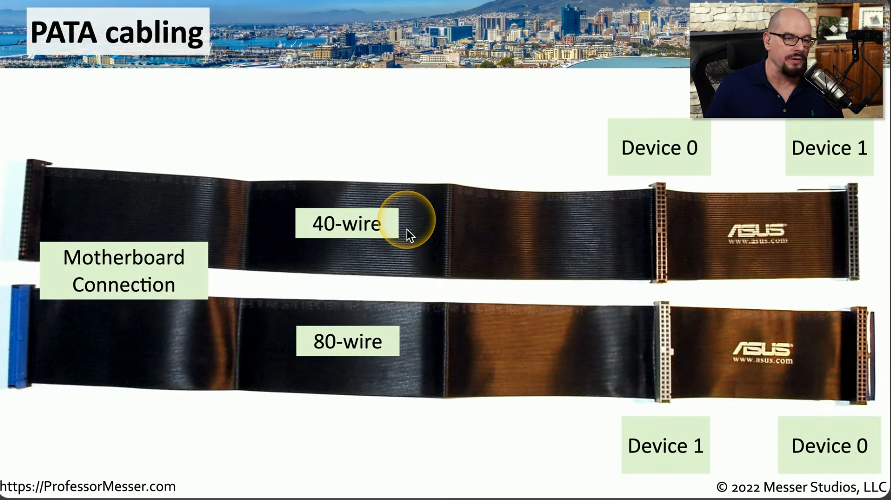 PATA cabling
Device 0
Device 1
40-wire
ASUS
www.asus.com
Motherboard
Connection
80-wire
ASUS
www.asus.com
Device 1
Device 0
https://ProfessorMesser.com
© 2022 Messer Studios, LLC